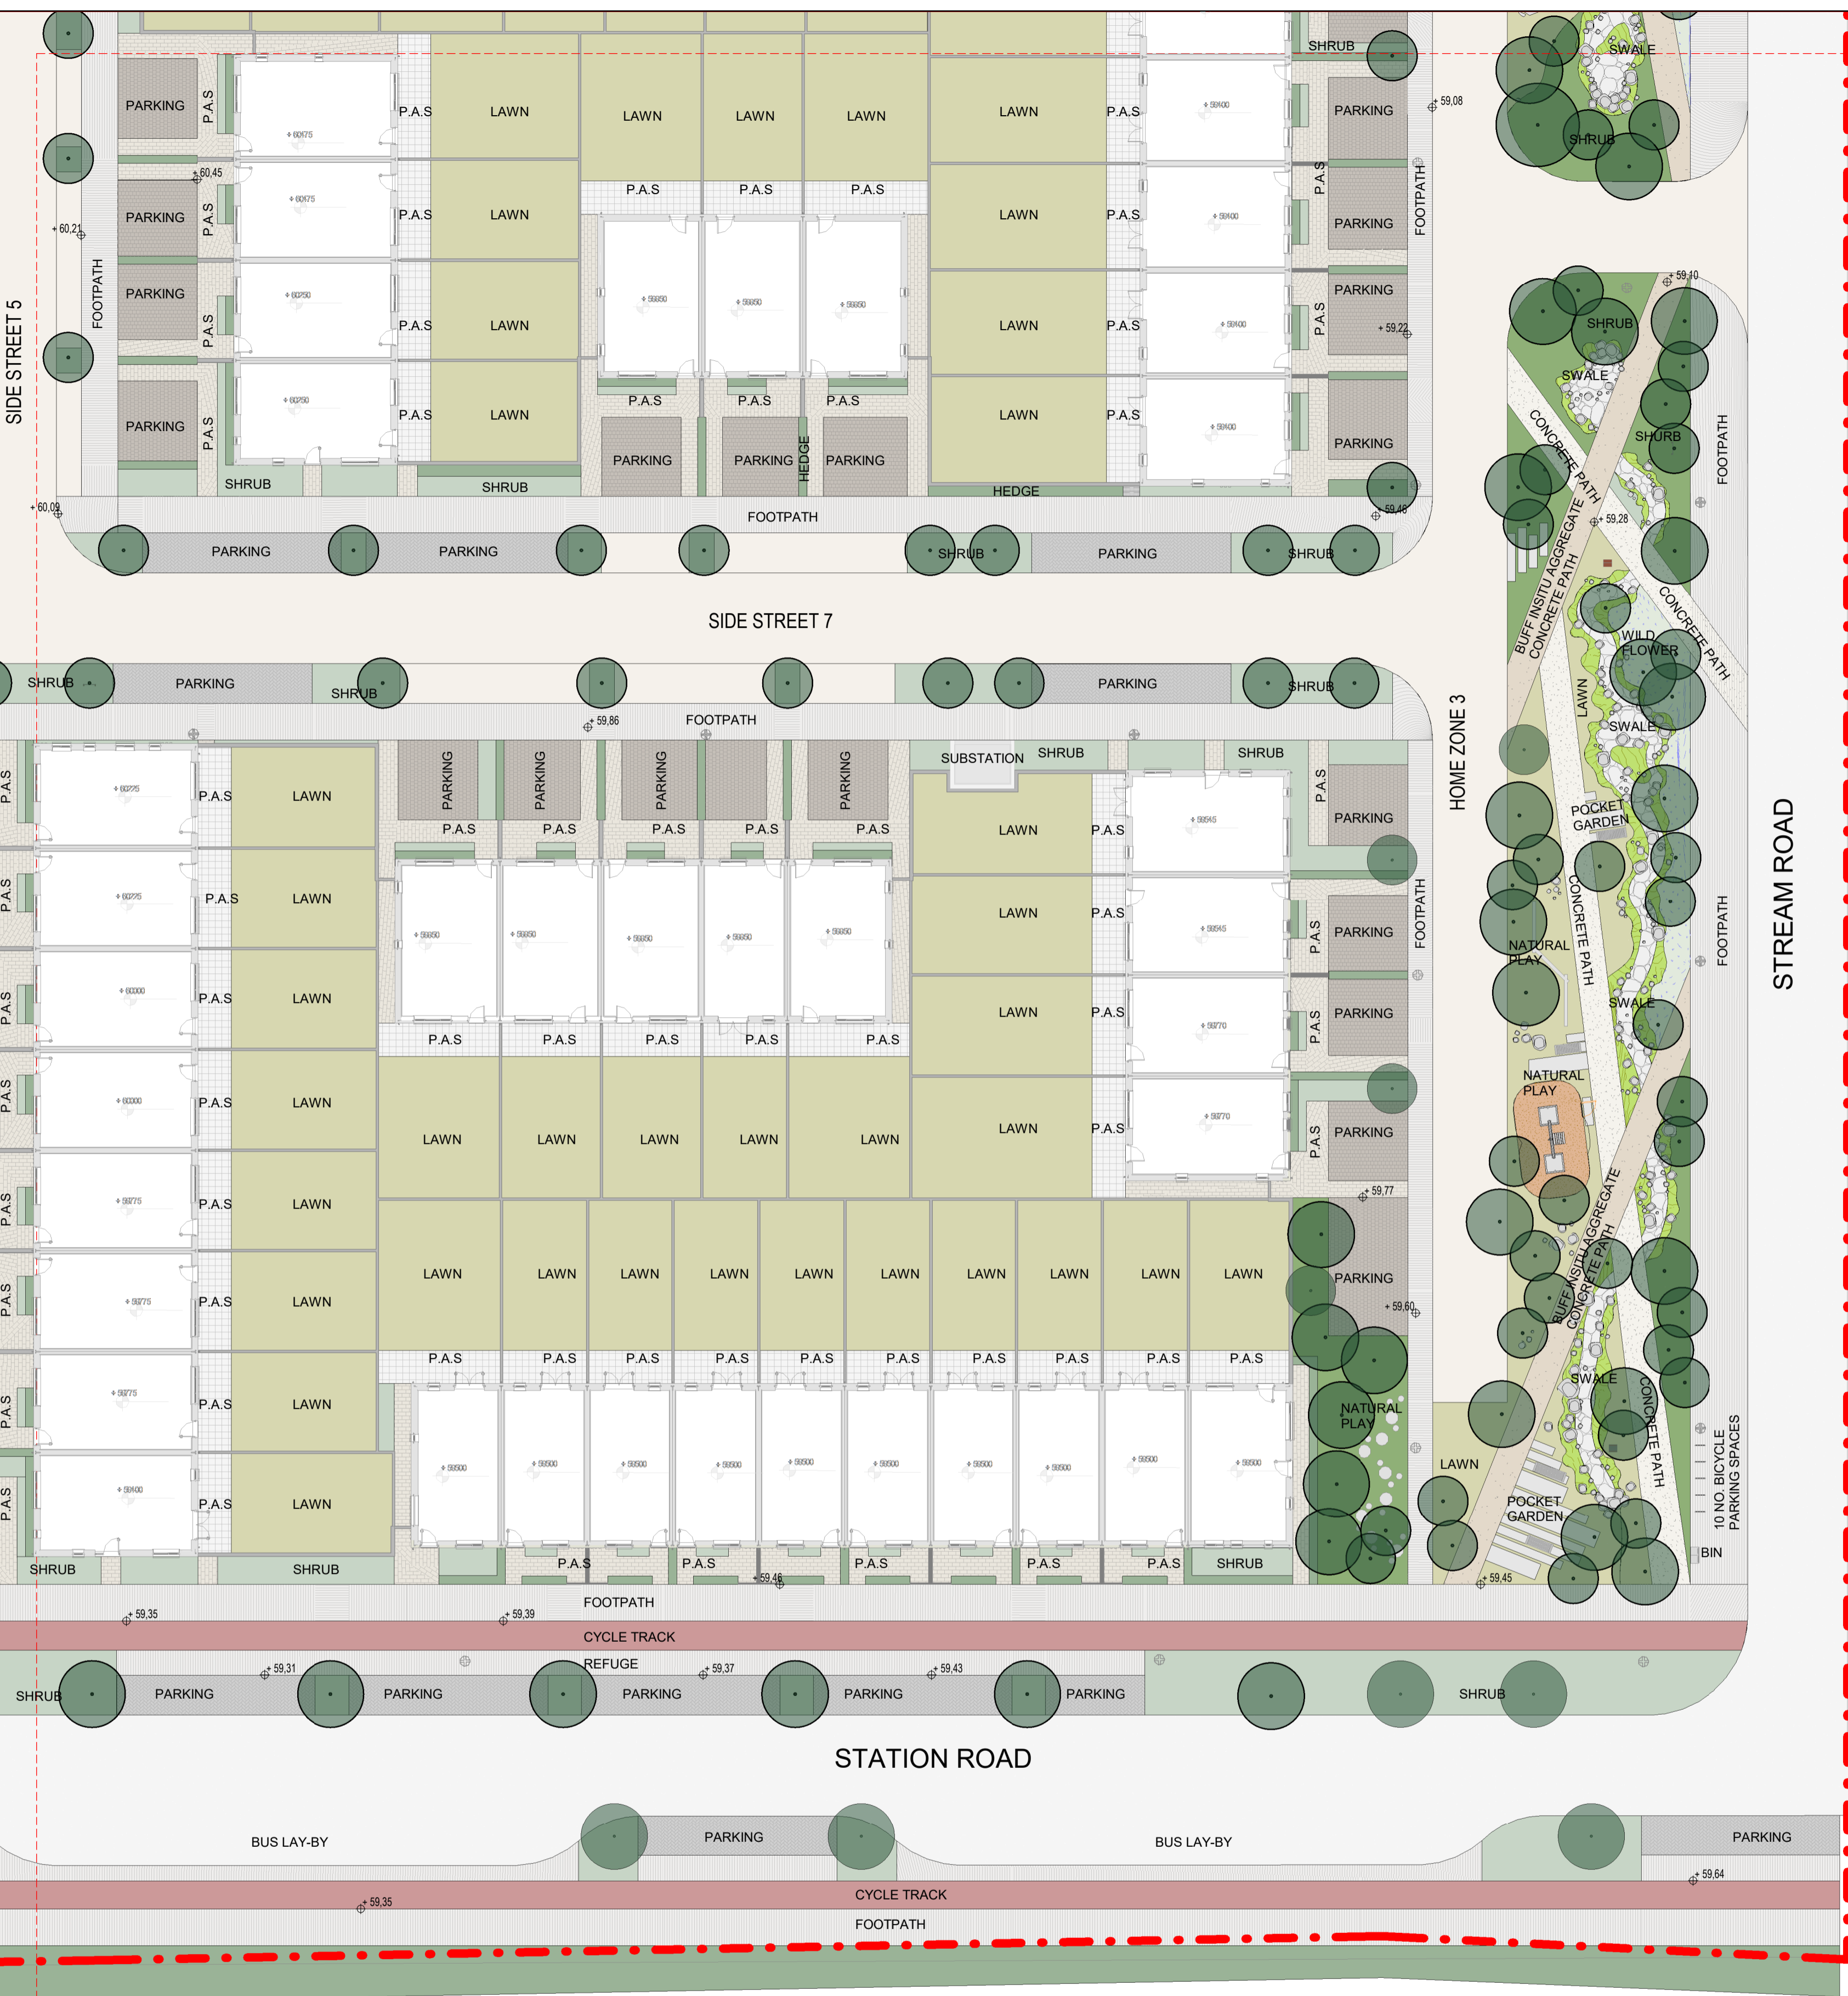 SWALE
SHRUB
PARKING
P.A.S
P.A.S
LAWN
LAWN
LAWN
LAWN
LAWN
P.A.S
PARKING
+ 59,08
SHRUB
+ 60,45
PARKING
P.A.S
P.A.S
LAWN
P.A.S
P.A.S
P.A.S
LAWN
P.A.S
P.A.S
PARKING
FOOTPATH
+ 60,21
FOOTPATH
PARKING
P.A.S
P.A.S
LAWN
LAWN
P.A.S
P.A.S
PARKING
+ 59,22
+ 59,10
SHRUB
SIDE STREET 5
SWALE
PARKING
P.A.S
P.A.S
LAWN
P.A.S
P.A.S
P.A.S
LAWN
P.A.S
PARKING
CONCRETE PATH
SHURB
FOOTPATH
PARKING
PARKING
HEDGE
PARKING
SHRUB
SHRUB
HEDGE
+ 60,09
FOOTPATH
+ 59,46
+ 59,28
PARKING
PARKING
SHRUB
PARKING
SHRUB
BUFF INSITU AGGREGATE
CONCRETE PATH
CONCRETE PATH
SIDE STREET 7
WILD
FLOWER
SHRUB
PARKING
SHRUB
PARKING
SHRUB
LAWN
+ 59,86
FOOTPATH
SWALE
HOME ZONE 3
SUBSTATION
SHRUB
SHRUB
P.A.S
P.A.S
LAWN
PARKING
PARKING
PARKING
PARKING
P.A.S
P.A.S
P.A.S
P.A.S
P.A.S
LAWN
P.A.S
P.A.S
PARKING
POCKET
GARDEN
STREAM ROAD
P.A.S
P.A.S
LAWN
LAWN
P.A.S
P.A.S
PARKING
FOOTPATH
CONCRETE PATH
NATURAL
PLAY
FOOTPATH
P.A.S
P.A.S
LAWN
P.A.S
P.A.S
P.A.S
P.A.S
P.A.S
LAWN
P.A.S
P.A.S
PARKING
SWALE
P.A.S
P.A.S
LAWN
LAWN
LAWN
LAWN
LAWN
LAWN
LAWN
P.A.S
P.A.S
PARKING
NATURAL
PLAY
P.A.S
P.A.S
LAWN
+ 59,77
P.A.S
P.A.S
LAWN
LAWN
LAWN
LAWN
LAWN
LAWN
LAWN
LAWN
LAWN
LAWN
LAWN
PARKING
+ 59,60
BUFF INSITU AGGREGATE
CONCRETE PATH
P.A.S
P.A.S
LAWN
P.A.S
P.A.S
P.A.S
P.A.S
P.A.S
P.A.S
P.A.S
P.A.S
P.A.S
P.A.S
NATURAL
PLAY
SWALE
CONCRETE PATH
LAWN
10 NO. BICYCLE
PARKING SPACES
P.A.S
P.A.S
LAWN
POCKET
GARDEN
BIN
SHRUB
SHRUB
P.A.S
P.A.S
P.A.S
P.A.S
P.A.S
SHRUB
+ 59,46
+ 59,45
FOOTPATH
+ 59,35
+ 59,39
CYCLE TRACK
REFUGE
+ 59,31
+ 59,37
+ 59,43
SHRUB
PARKING
PARKING
PARKING
PARKING
PARKING
SHRUB
STATION ROAD
BUS LAY-BY
PARKING
BUS LAY-BY
PARKING
+ 59,64
CYCLE TRACK
+ 59,35
FOOTPATH